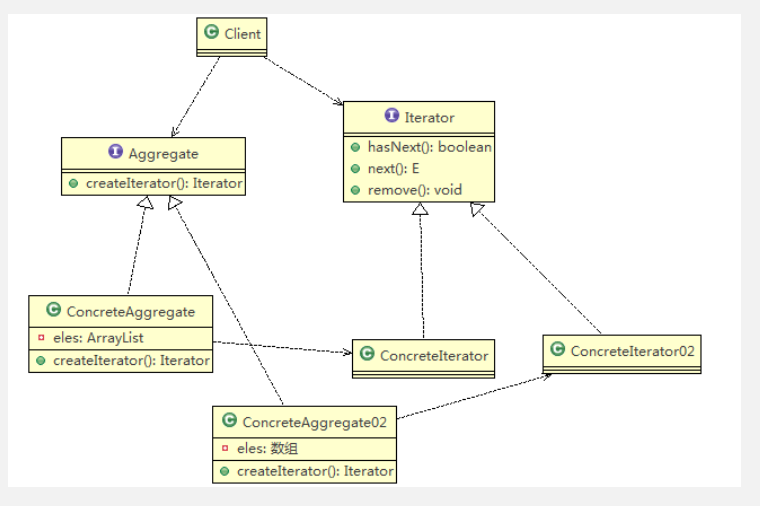 C Client
I Iterator
hasNext(): boolean
next(): E
remove(): void
I Aggregate
createIterator(): Iterator
C ConcreteAggregate
eles: ArrayList
createIterator(): Iterator
C ConcreteIterator
C ConcreteIterator02
C ConcreteAggregate02
eles: 数组
createIterator(): Iterator